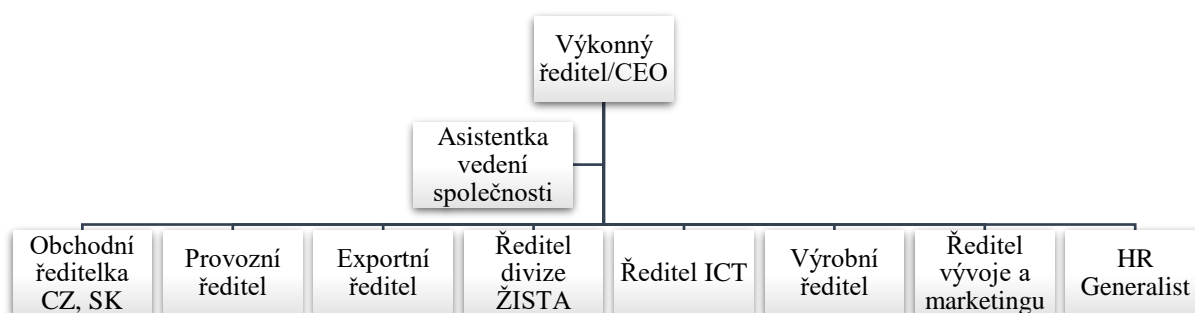 Výkonný
ředitel/CEO
Asistentka
vedení
společnosti
Obchodní
ředitelka
CZ, SK
Provozní
ředitel
Exportní
ředitel
Ředitel
divize
ŽISTA
Ředitel ICT
Výrobní
ředitel
Ředitel
vývoje a
marketingu
HR
Generalist